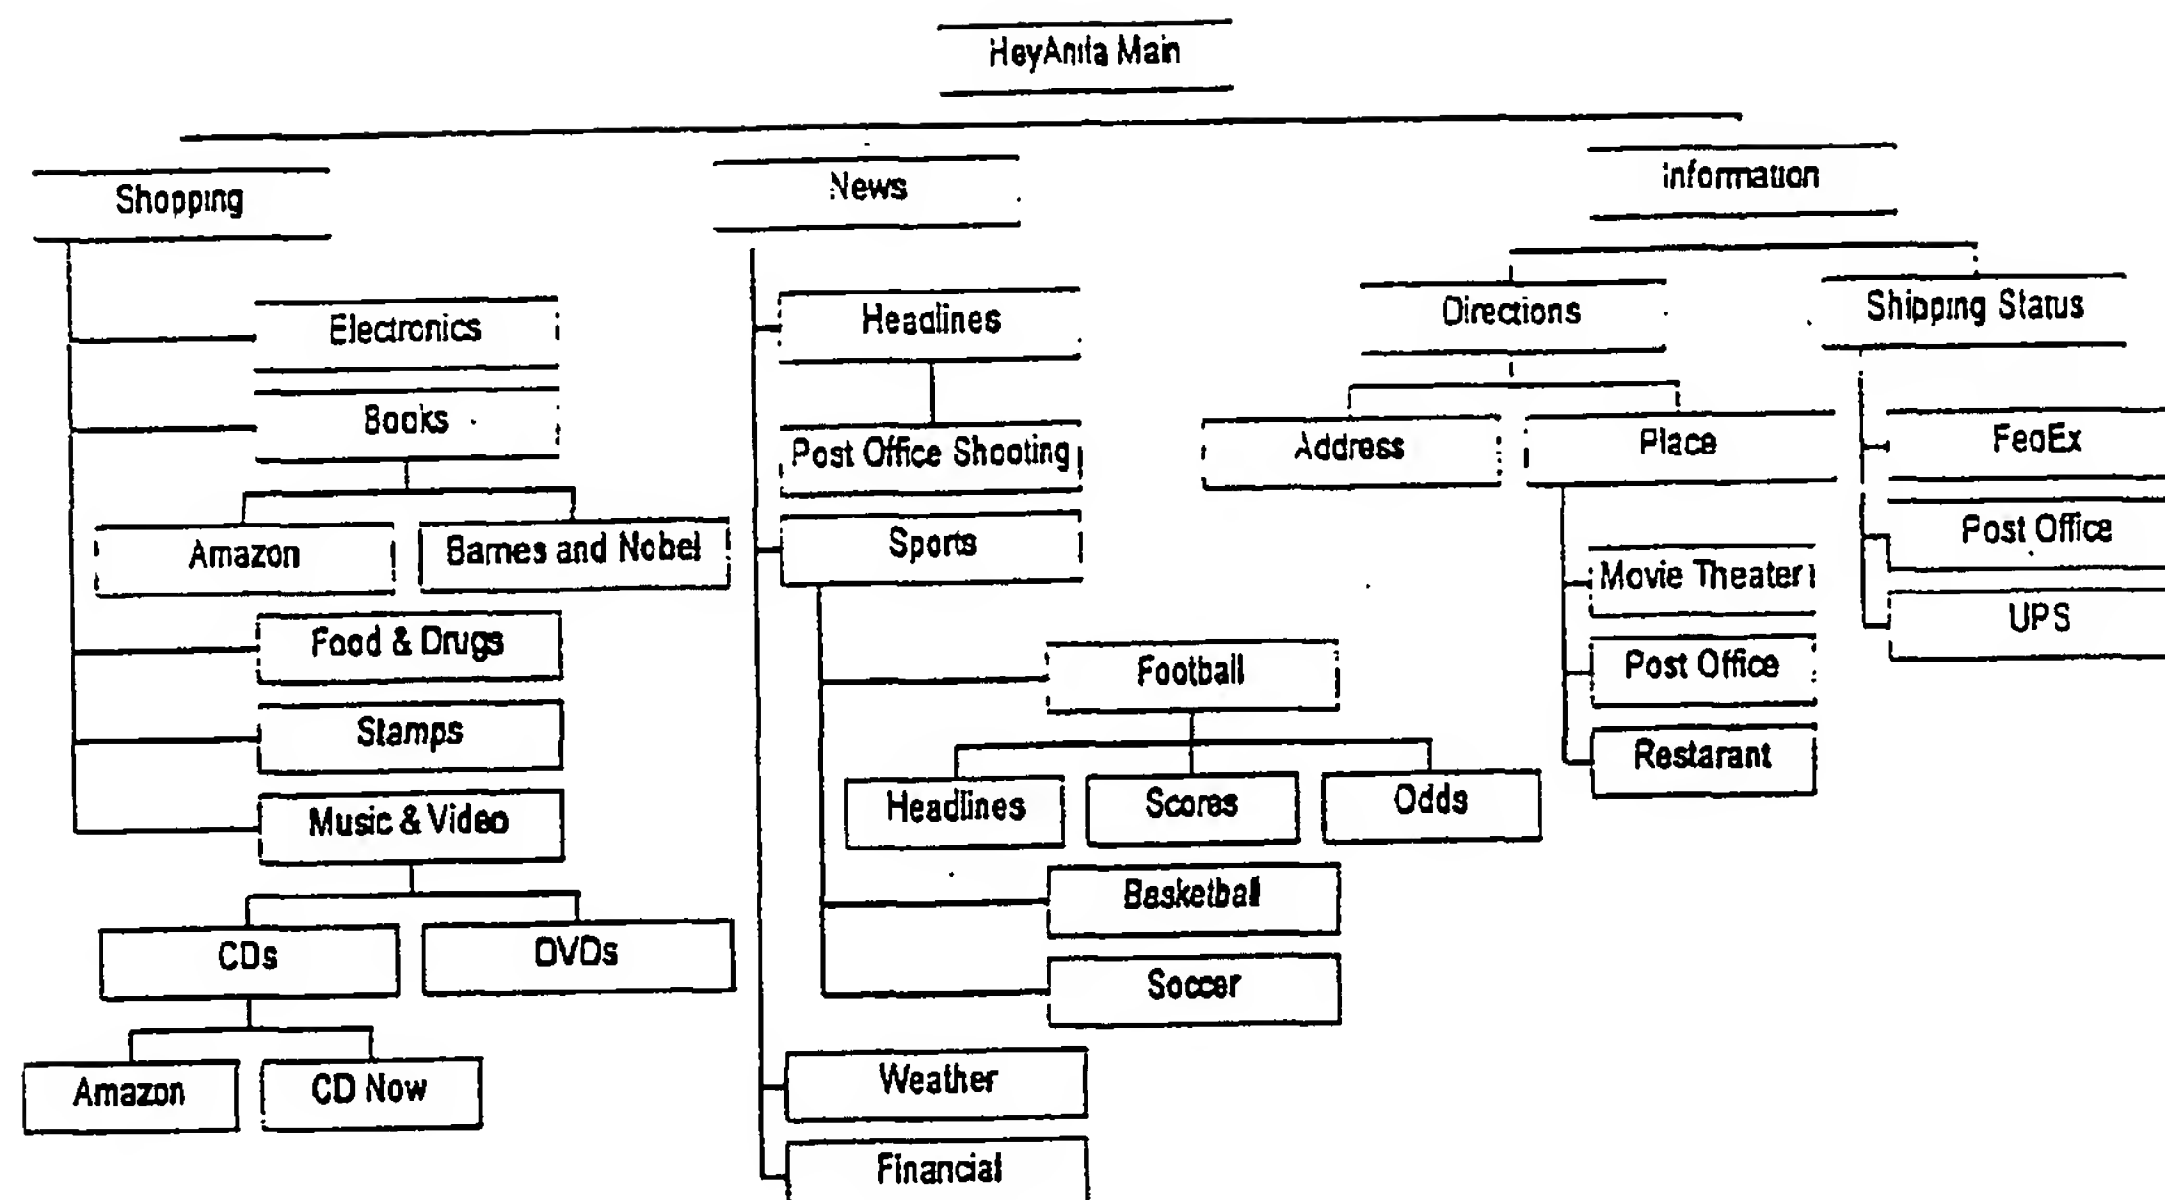 HeyAnita Main
Shopping
News
Information
Electronics
Headlines
Directions
Shipping Status
Books
Post Office Shooting
Address
Place
FedEx
Amazon
Barnes and Nobel
Sports
Movie Theater
Post Office
Food & Drugs
Football
Post Office
UPS
Stamps
Headlines
Scores
Odds
Restarant
Music & Video
Basketball
CDs
DVDs
Soccer
Amazon
CD Now
Weather
Financial